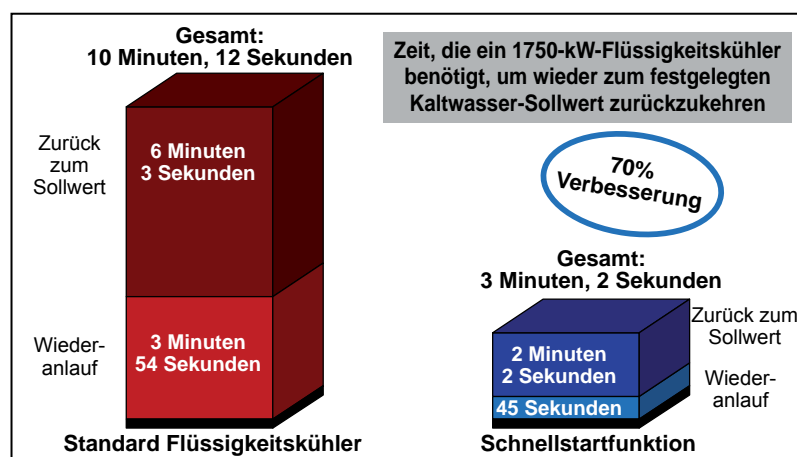 Gesamt:
10 Minuten, 12 Sekunden
Zeit, die ein 1750-kW-Flüssigkeitskühler
benötigt, um wieder zum festgelegten
Kaltwasser-Sollwert zurückzukehren
Zurück
zum
Sollwert
6 Minuten
3 Sekunden
70%
Verbesserung
Wieder-
anlauf
3 Minuten
54 Sekunden
Standard Flüssigkeitskühler
Gesamt:
3 Minuten, 2 Sekunden
2 Minuten
2 Sekunden
Zurück zum
Sollwert
45 Sekunden
Wieder-
anlauf
Schnellstartfunktion